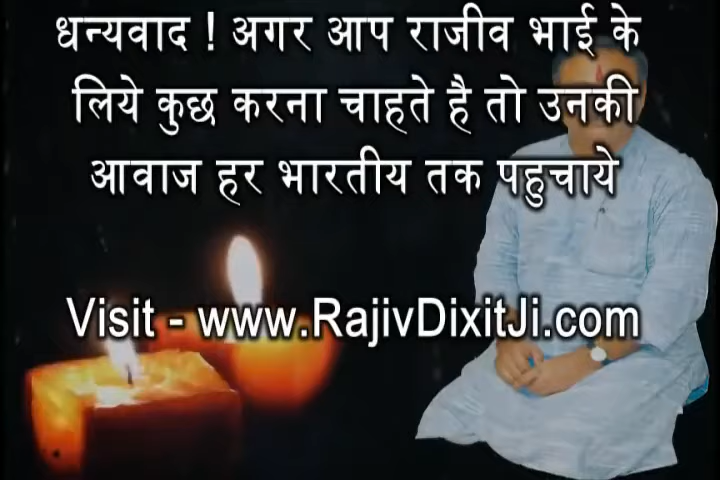 धन्यवाद ! अगर आप राजीव भाई के
लिये कुछ करना चाहते है तो उनकी
आवाज हर भारतीय तक पहुचाये
Visit - www.RajivDixitJi.com